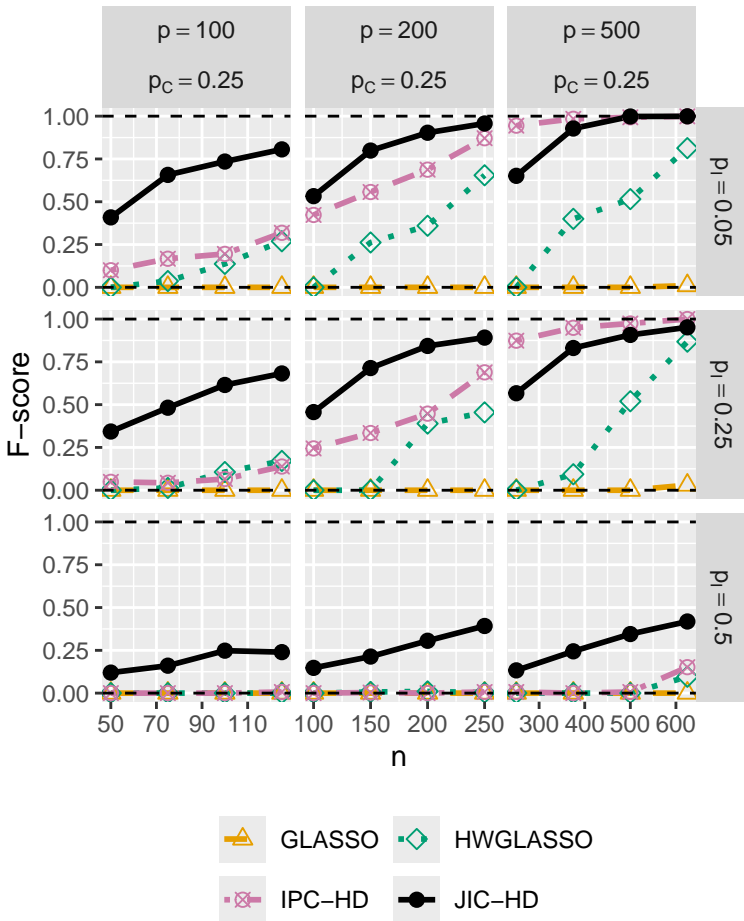 p = 100
p = 200
p = 500
p_C = 0.25
p_C = 0.25
p_C = 0.25
1.00
0.75
0.50
0.25
0.00
p_I = 0.05
1.00
0.75
0.50
0.25
0.00
p_I = 0.25
1.00
0.75
0.50
0.25
0.00
p_I = 0.5
F−score
50 70 90 110
100 150 200 250
300 400 500 600
n
GLASSO
HWGLASSO
IPC−HD
JIC−HD